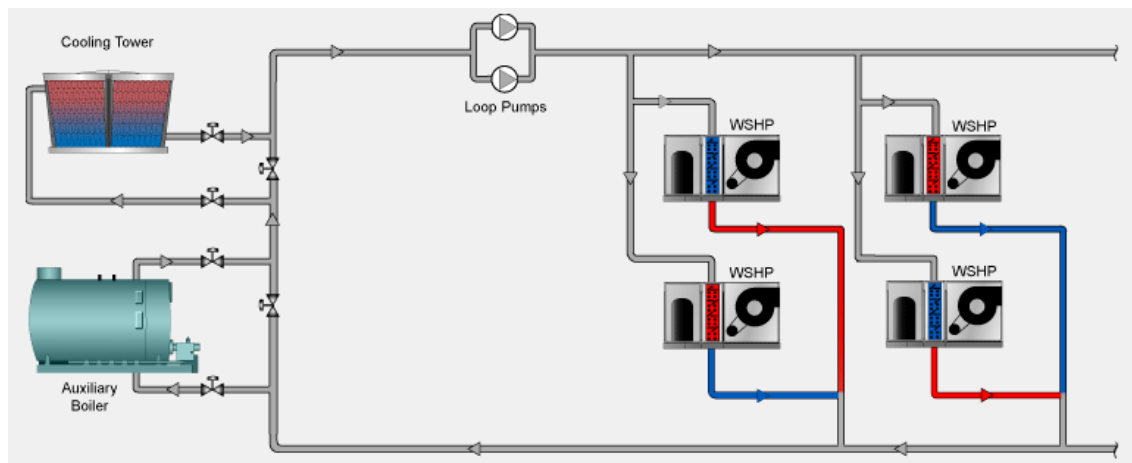 Cooling Tower
Loop Pumps
WSHP
WSHP
WSHP
WSHP
Auxiliary
Boiler